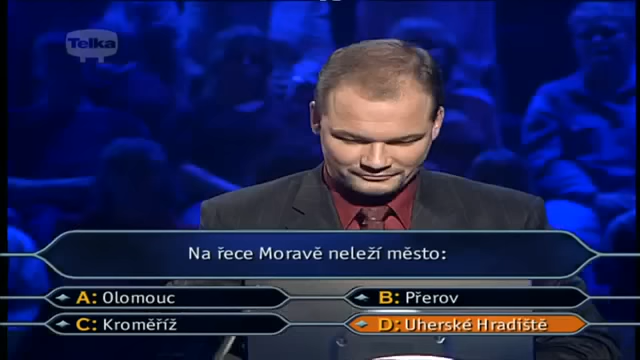 Telka
Na řece Moravě neleží město:
A: Olomouc
B: Přerov
C: Kroměříž
D: Uherské Hradiště